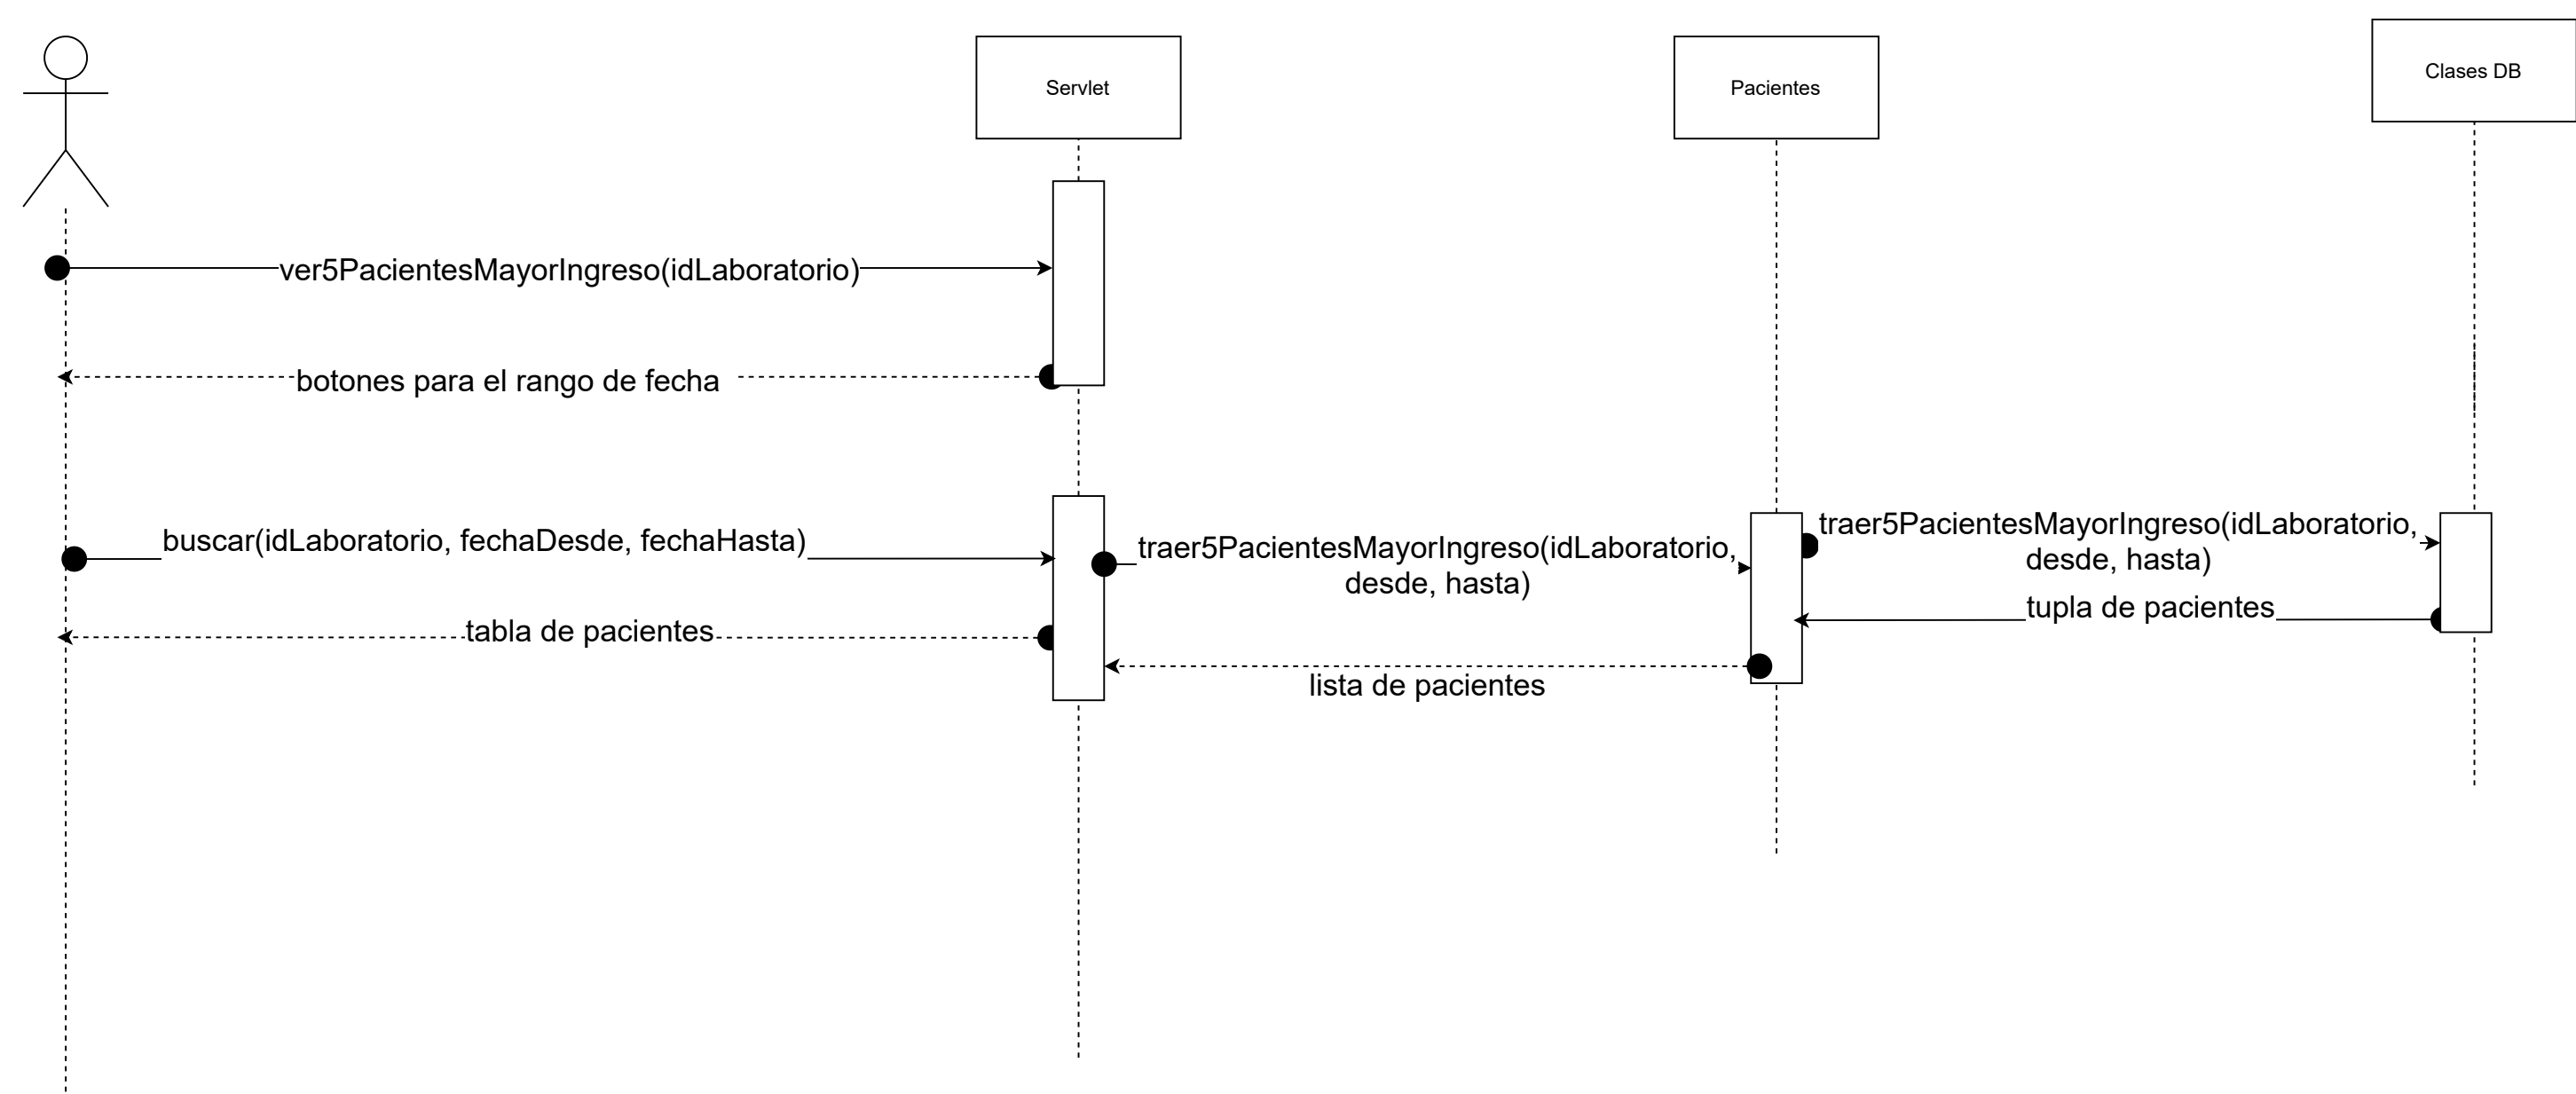 Servlet
Pacientes
Clases DB
ver5PacientesMayorIngreso(idLaboratorio)
botones para el rango de fecha
buscar(idLaboratorio, fechaDesde, fechaHasta)
traer5PacientesMayorIngreso(idLaboratorio,
desde, hasta)
traer5PacientesMayorIngreso(idLaboratorio,
desde, hasta)
tupla de pacientes
tabla de pacientes
lista de pacientes